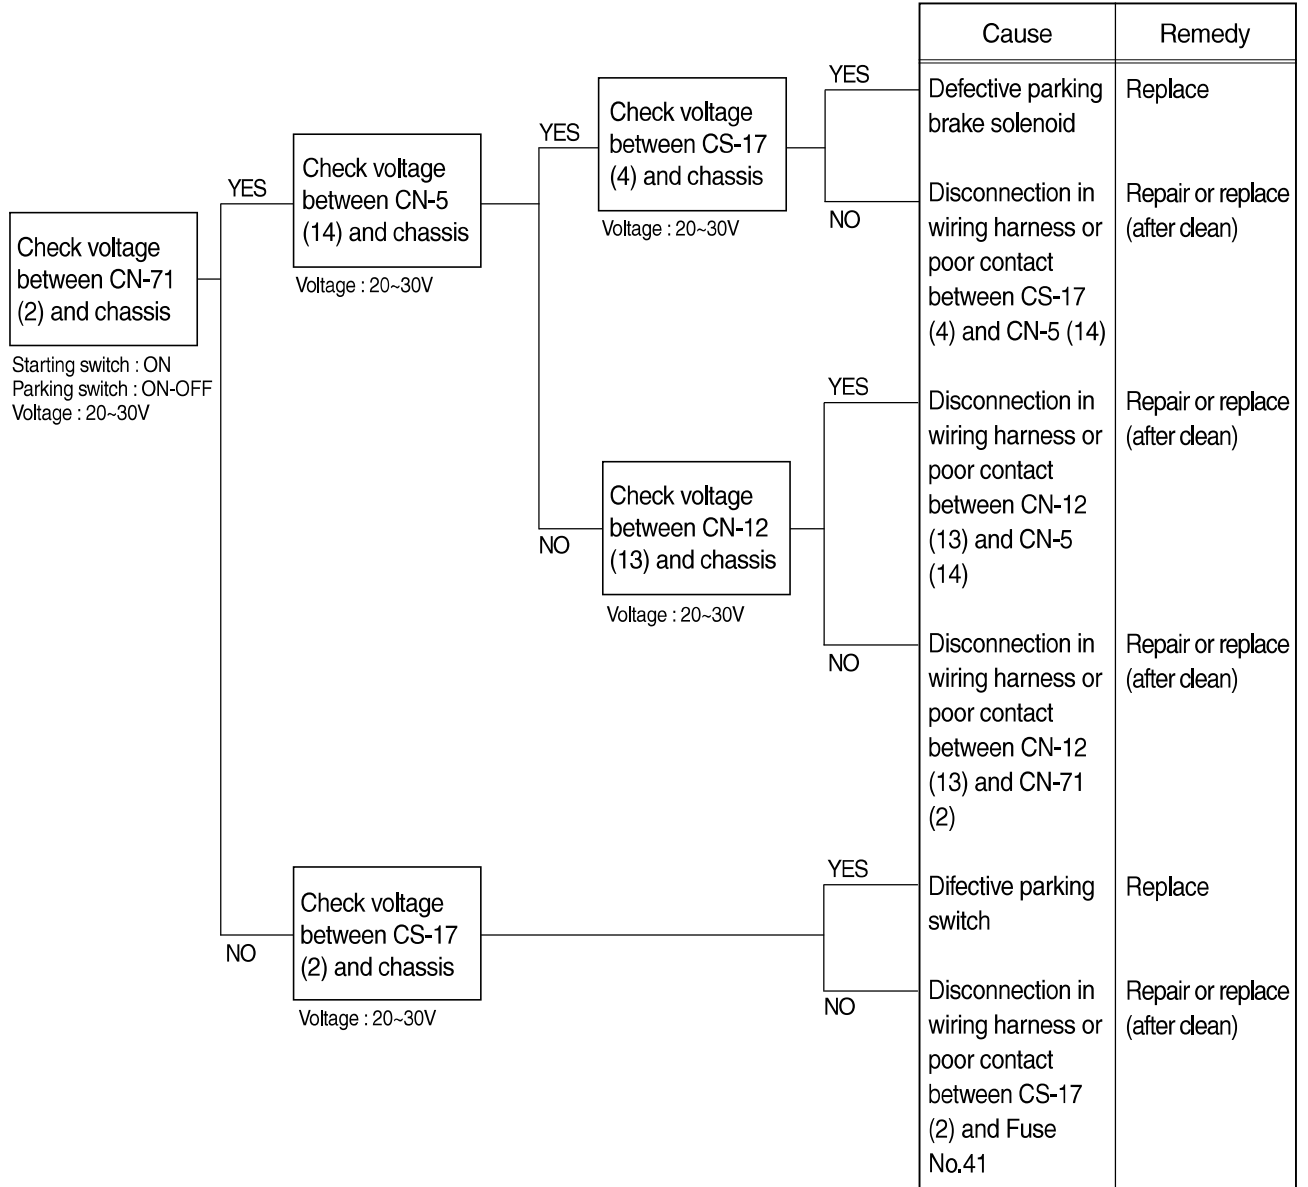 Cause
Remedy
Check voltage
between CN-71
(2) and chassis
Starting switch : ON
Parking switch : ON-OFF
Voltage : 20~30V
YES
Check voltage
between CN-5
(14) and chassis
Voltage : 20~30V
YES
Check voltage
between CS-17
(4) and chassis
Voltage : 20~30V
YES
Defective parking
brake solenoid
Replace
NO
Disconnection in
wiring harness or
poor contact
between CS-17
(4) and CN-5 (14)
Repair or replace
(after clean)
NO
Check voltage
between CN-12
(13) and chassis
Voltage : 20~30V
YES
Disconnection in
wiring harness or
poor contact
between CN-12
(13) and CN-5
(14)
Repair or replace
(after clean)
NO
Disconnection in
wiring harness or
poor contact
between CN-12
(13) and CN-71
(2)
Repair or replace
(after clean)
NO
Check voltage
between CS-17
(2) and chassis
Voltage : 20~30V
YES
Difective parking
switch
Replace
NO
Disconnection in
wiring harness or
poor contact
between CS-17
(2) and Fuse
No.41
Repair or replace
(after clean)